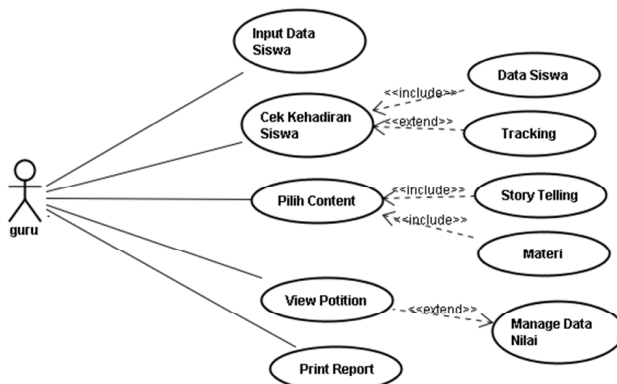 Input Data
Siswa
Data Siswa
<<include>>
Cek Kehadiran
Siswa
<<extend>>
Tracking
guru
Pilih Content
<<include>>
Story Telling
<<include>>
Materi
View Potition
<<extend>>
Manage Data
Nilai
Print Report